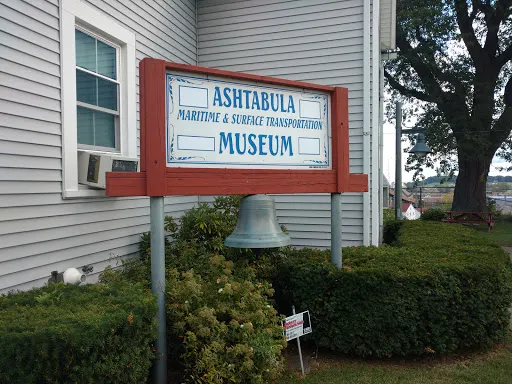 ASHTABULA
MARITIME & SURFACE TRANSPORTATION
MUSEUM